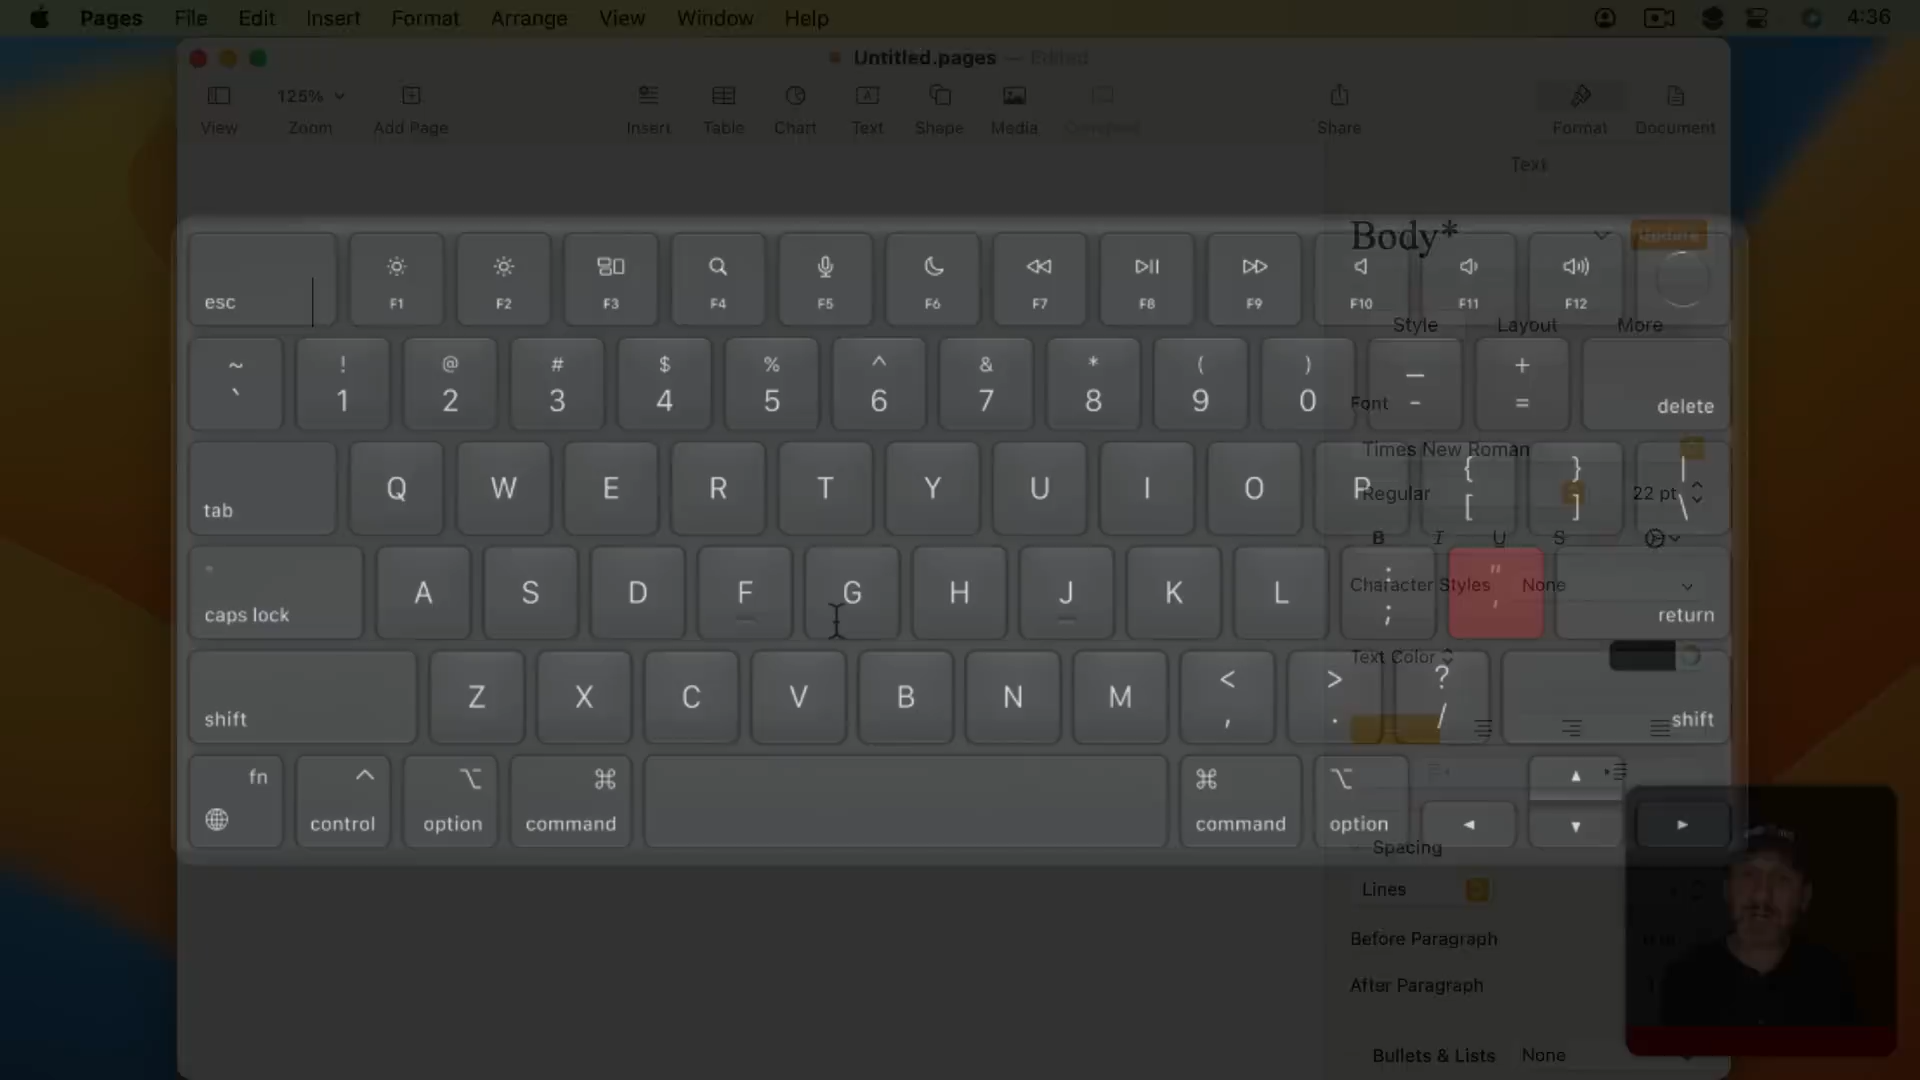 Pages File Edit Insert Format Arrange View Window Help 4:36
Untitled.pages — Edited
125%
View Zoom Add Page Insert Table Chart Text Shape Media Comment Share Format Document
Text
Body* Update
esc F1 F2 F3 F4 F5 F6 F7 F8 F9 F10 F11 F12
Style Layout More
~ ! @ # $ % ^ & * ( ) _ +
` 1 2 3 4 5 6 7 8 9 0 - = delete
Font
Times New Roman
tab Q W E R T Y U I O P { [ } ] | \
Regular 22 pt
B I U S
Character Styles None
caps lock A S D F G H J K L : ; " ' return
Text Color
shift Z X C V B N M < , > . ? / shift
fn ^ ⌥ ⌘ ⌘ ⌥ ▲
control option command command option ◄ ▼ ►
Spacing
Lines
Before Paragraph
After Paragraph
Bullets & Lists None